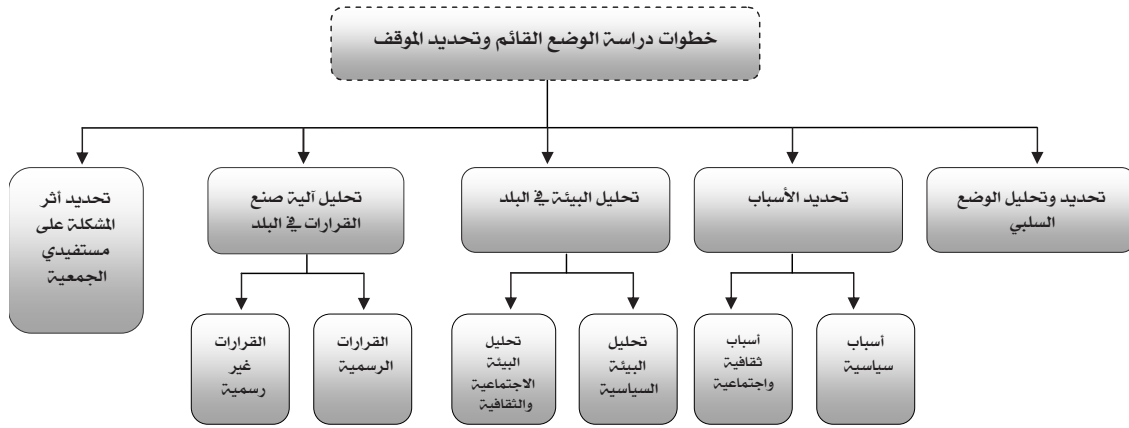 خطوات دراسة الوضع القائم وتحديد الموقف
تحديد وتحليل الوضع
السلبي
تحديد الأسباب
تحليل البيئة في البلد
تحليل آلية صنع
القرارات في البلد
تحديد أثر
المشكلة على
مستفيدي
الجمعية
أسباب
سياسية
أسباب
ثقافية
واجتماعية
تحليل
البيئة
السياسية
تحليل
البيئة
الاجتماعية
والثقافية
القرارات
الرسمية
القرارات
غير
رسمية